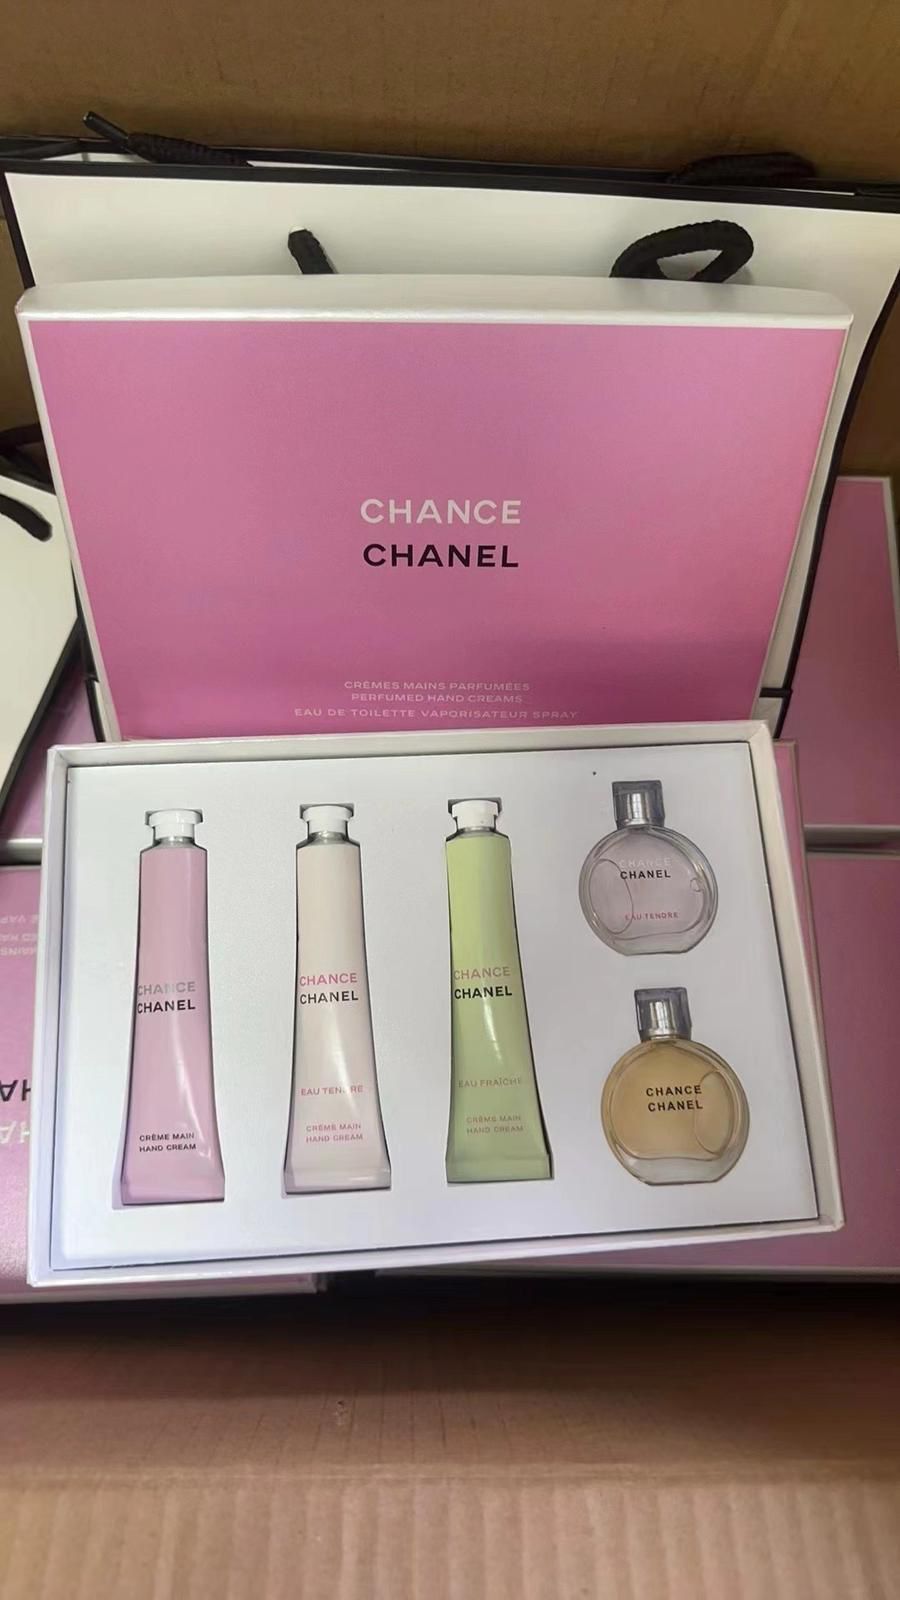 CHANCE
CHANEL
CRÈMES MAINS PARFUMÉES
PERFUMED HAND CREAMS
EAU DE TOILETTE VAPORISATEUR SPRAY
CHANCE
CHANEL
CRÈME MAIN
HAND CREAM
CHANCE
CHANEL
EAU TENDRE
CRÈME MAIN
HAND CREAM
CHANCE
CHANEL
EAU FRAÎCHE
CRÈME MAIN
HAND CREAM
CHANCE
CHANEL
EAU TENDRE
CHANCE
CHANEL